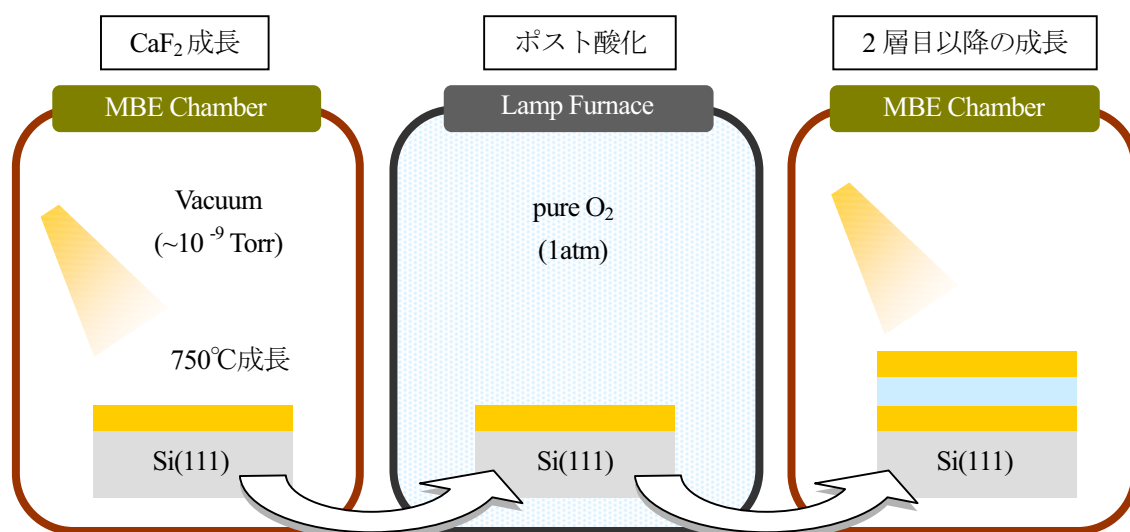 CaF₂成長
MBE Chamber
Vacuum
(~10⁻⁹ Torr)
750℃成長
Si(111)
ポスト酸化
Lamp Furnace
pure O₂
(1atm)
Si(111)
2 層目以降の成長
MBE Chamber
Si(111)